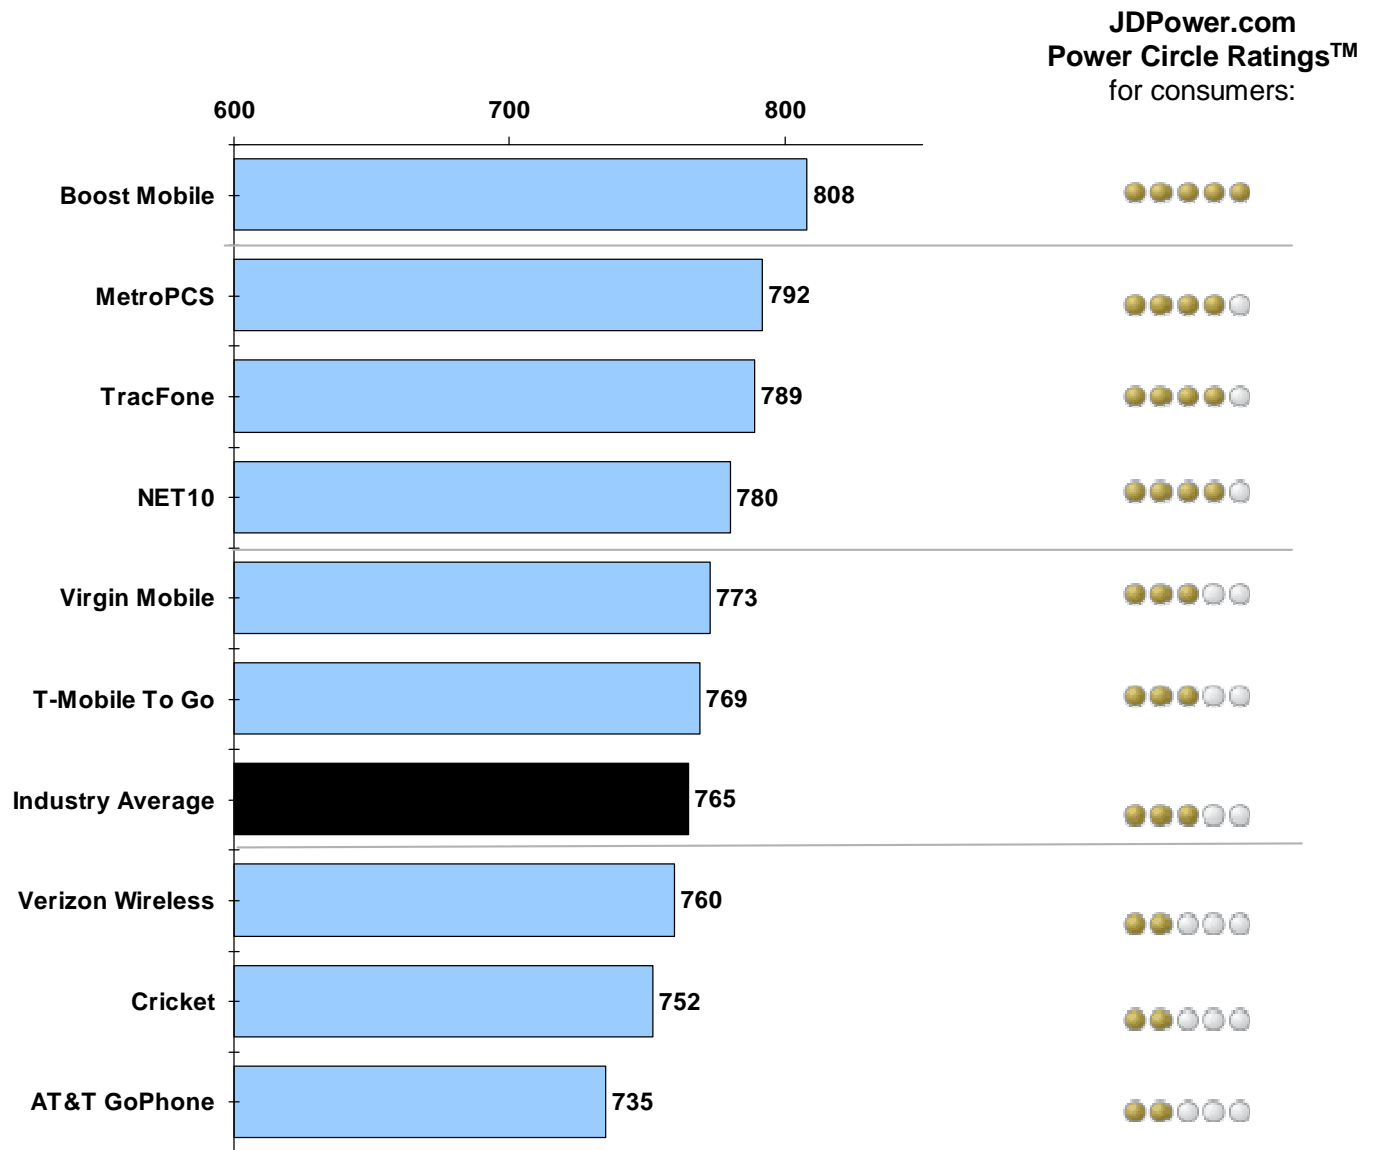 JDPower.com
Power Circle Ratings™
for consumers:
600 700 800
Boost Mobile 808
MetroPCS 792
TracFone 789
NET10 780
Virgin Mobile 773
T-Mobile To Go 769
Industry Average 765
Verizon Wireless 760
Cricket 752
AT&T GoPhone 735